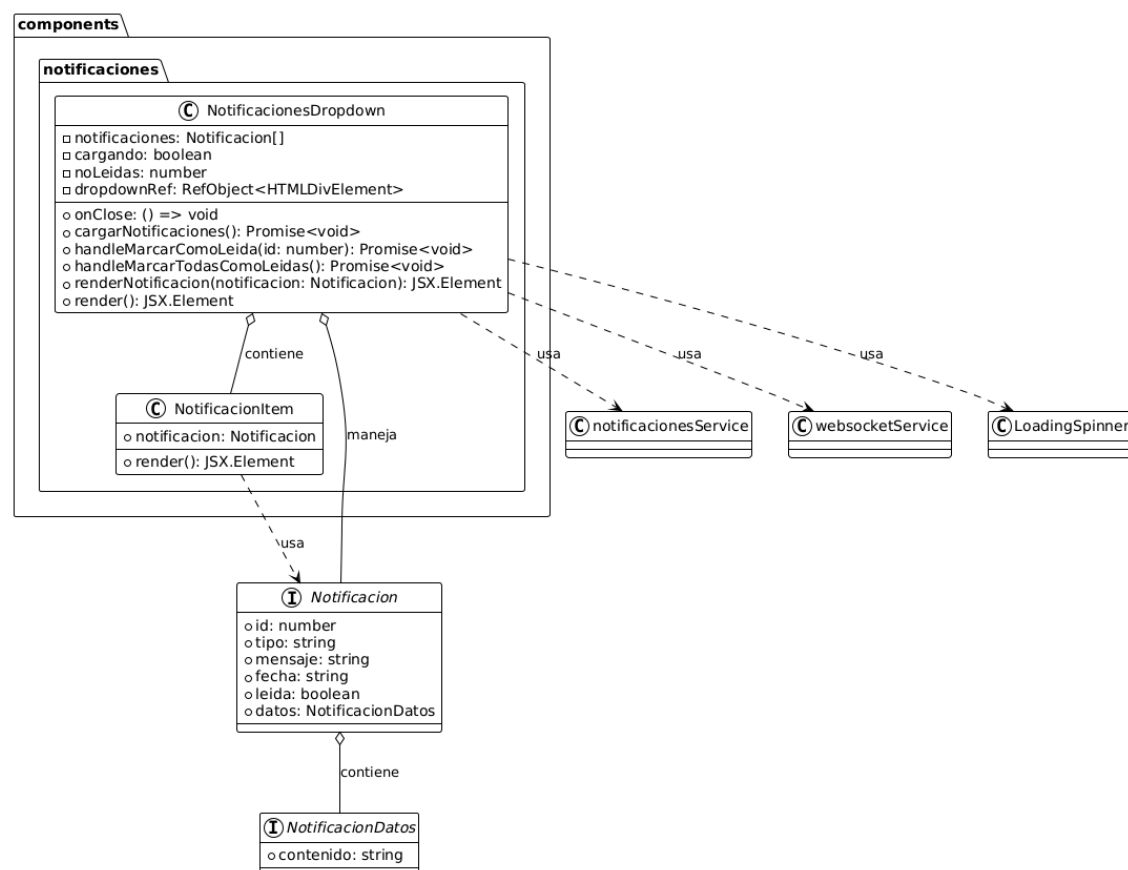 components
notificaciones
C NotificacionesDropdown
notificaciones: Notificacion[]
cargando: boolean
noLeidas: number
dropdownRef: RefObject<HTMLDivElement>
onClose: () => void
cargarNotificaciones(): Promise<void>
handleMarcarComoLeida(id: number): Promise<void>
handleMarcarTodasComoLeidas(): Promise<void>
renderNotificacion(notificacion: Notificacion): JSX.Element
render(): JSX.Element
contiene
usa
usa
usa
C NotificacionItem
notificacion: Notificacion
render(): JSX.Element
maneja
C notificacionesService
C websocketService
C LoadingSpinner
usa
I Notificacion
id: number
tipo: string
mensaje: string
fecha: string
leida: boolean
datos: NotificacionDatos
contiene
I NotificacionDatos
contenido: string